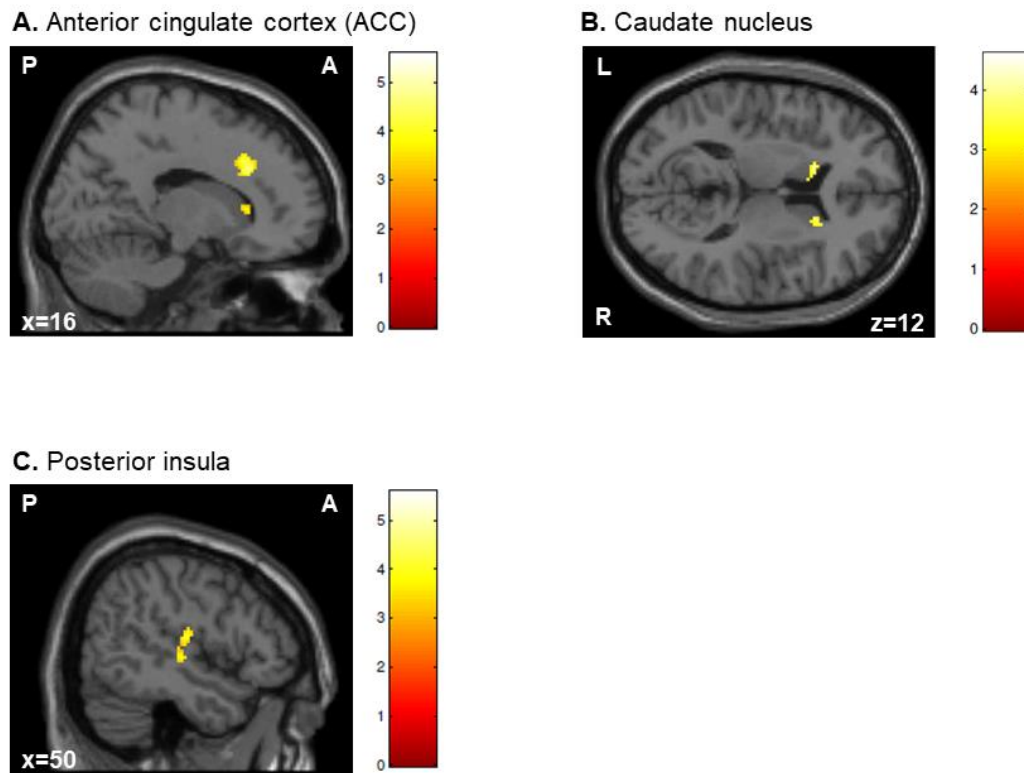 A. Anterior cingulate cortex (ACC)
P A
5
4
3
2
1
0
x=16
B. Caudate nucleus
L
4
3
2
1
0
R
z=12
C. Posterior insula
P A
5
4
3
2
1
0
x=50